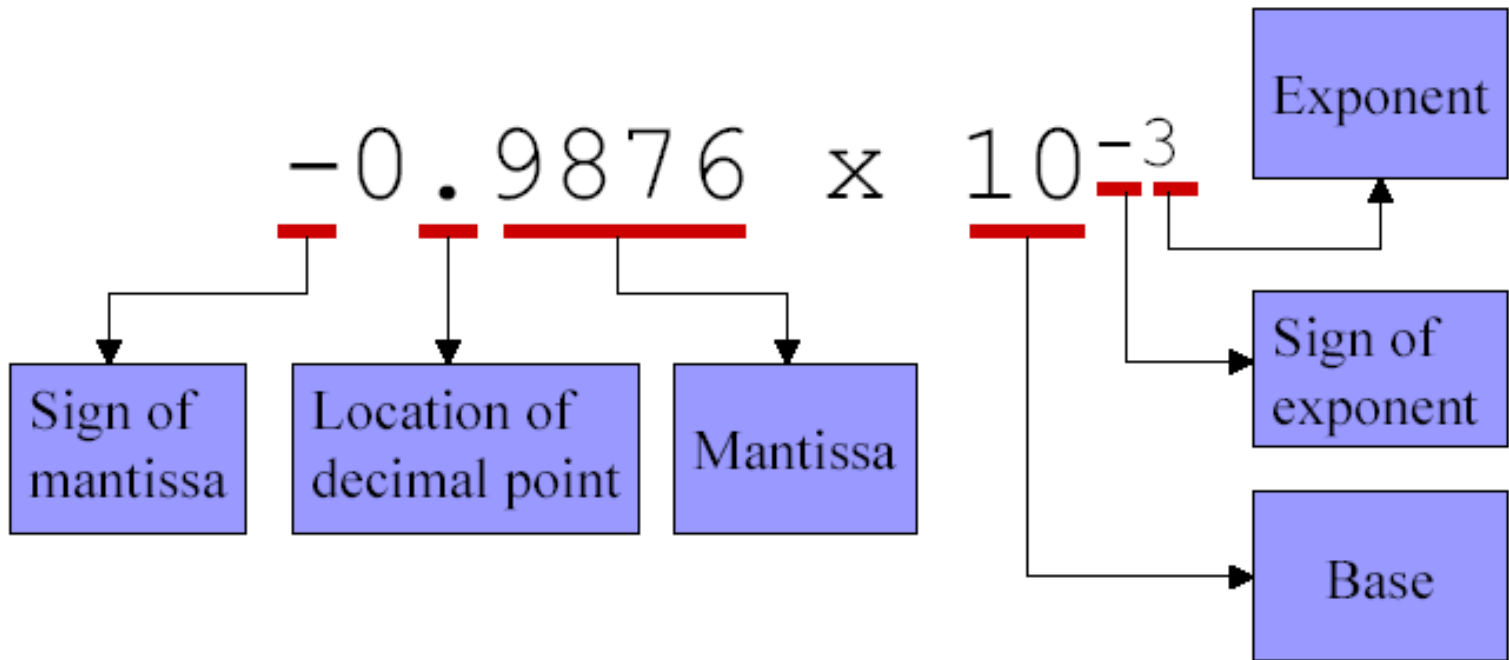 Exponent
-0.9876 x 10⁻³
Sign of
exponent
Sign of
mantissa
Location of
decimal point
Mantissa
Base